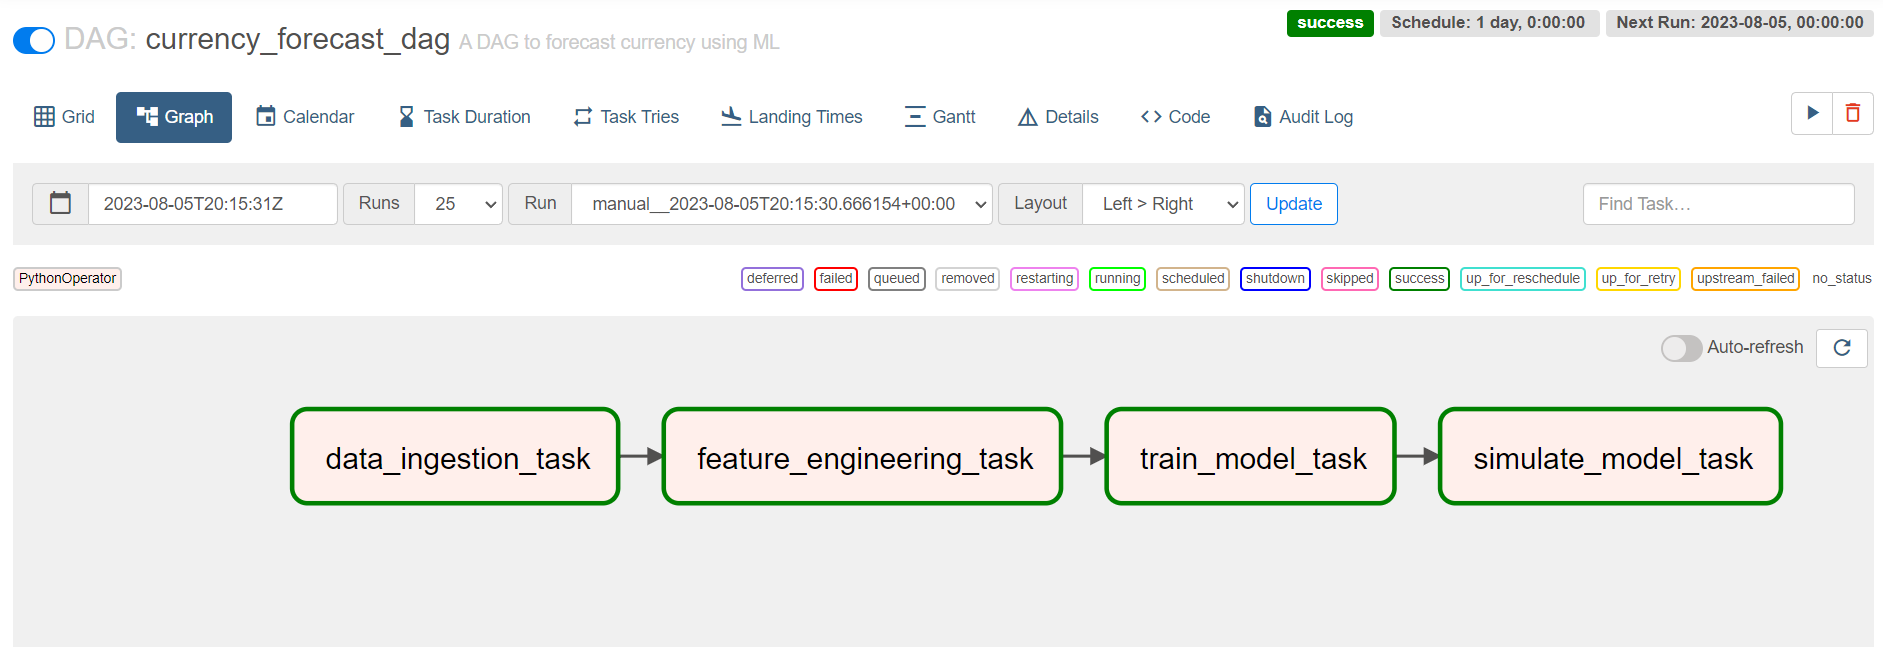 DAG: currency_forecast_dag A DAG to forecast currency using ML
success Schedule: 1 day, 0:00:00 Next Run: 2023-08-05, 00:00:00
Grid Graph Calendar Task Duration Task Tries Landing Times Gantt Details <> Code Audit Log
2023-08-05T20:15:31Z Runs 25 Run manual__2023-08-05T20:15:30.666154+00:00 Layout Left > Right Update Find Task…
PythonOperator deferred failed queued removed restarting running scheduled shutdown skipped success up_for_reschedule up_for_retry upstream_failed no_status
Auto-refresh
data_ingestion_task feature_engineering_task train_model_task simulate_model_task